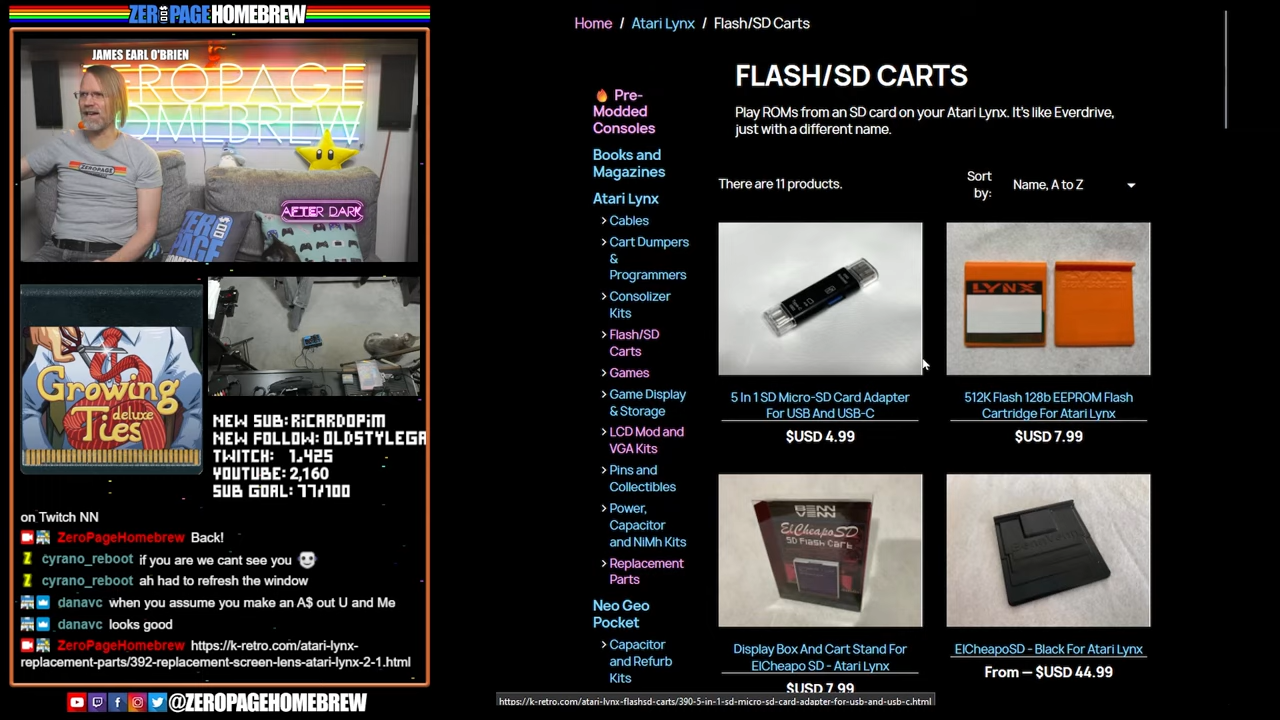 ZEROPAGEHOMEBREW
JAMES EARL O'BRIEN
ZEROPAGE
HOMEBREW
ZEROPAGE
AFTER DARK
Growing
Ties
deluxe
NEW SUB: RICARDOPIM
NEW FOLLOW: OLDSTYLEGA
TWITCH: 1,425
YOUTUBE: 2,160
SUB GOAL: 77/100
on Twitch NN
ZeroPageHomebrew Back!
cyrano_reboot if you are we cant see you
cyrano_reboot ah had to refresh the window
danavc when you assume you make an A$ out U and Me
danavc looks good
ZeroPageHomebrew https://k-retro.com/atari-lynx-
replacement-parts/392-replacement-screen-lens-atari-lynx-2-1.html
@ZEROPAGEHOMEBREW
Home / Atari Lynx / Flash/SD Carts
Pre-
Modded
Consoles
Books and
Magazines
Atari Lynx
Cables
Cart Dumpers
&
Programmers
Consolizer
Kits
Flash/SD
Carts
Games
Game Display
& Storage
LCD Mod and
VGA Kits
Pins and
Collectibles
Power,
Capacitor
and NiMh Kits
Replacement
Parts
Neo Geo
Pocket
Capacitor
and Refurb
Kits
FLASH/SD CARTS
Play ROMs from an SD card on your Atari Lynx. It's like Everdrive,
just with a different name.
There are 11 products.
Sort
by:
Name, A to Z
5 In 1 SD Micro-SD Card Adapter
For USB And USB-C
$USD 4.99
LYNX
512K Flash 128b EEPROM Flash
Cartridge For Atari Lynx
$USD 7.99
BENN
VENN
ElCheapoSD
SD Flash Cart
Display Box And Cart Stand For
ElCheapo SD - Atari Lynx
$USD 7.99
ElCheapoSD - Black For Atari Lynx
From — $USD 44.99
https://k-retro.com/atari-lynx-flashsd-carts/390-5-in-1-sd-micro-sd-card-adapter-for-usb-and-usb-c.html